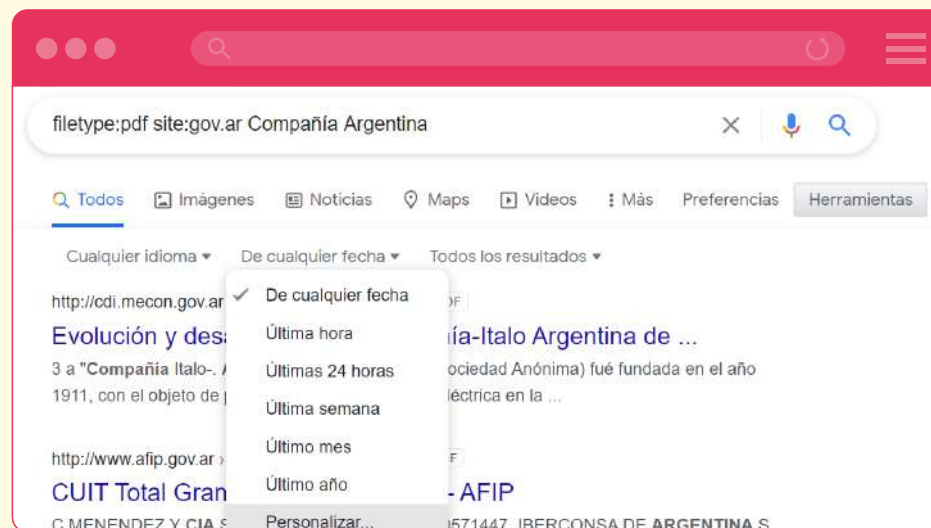 filetype:pdf site:gov.ar Compañía Argentina
Todos Imágenes Noticias Maps Videos Más Preferencias Herramientas
Cualquier idioma De cualquier fecha Todos los resultados
De cualquier fecha
Última hora
Últimas 24 horas
Última semana
Último mes
Último año
Personalizar...
http://cdi.mecon.gov.ar
Evolución y ía-Italo Argentina de ...
3 a "Compañía Italo-. ociedad Anónima) fué fundada en el año
1911, con el objeto de léctrica en la ...
http://www.afip.gov.ar ›
CUIT Total - AFIP
C MENENDEZ Y CIA 0571447. IBERCONSA DE ARGENTINA S